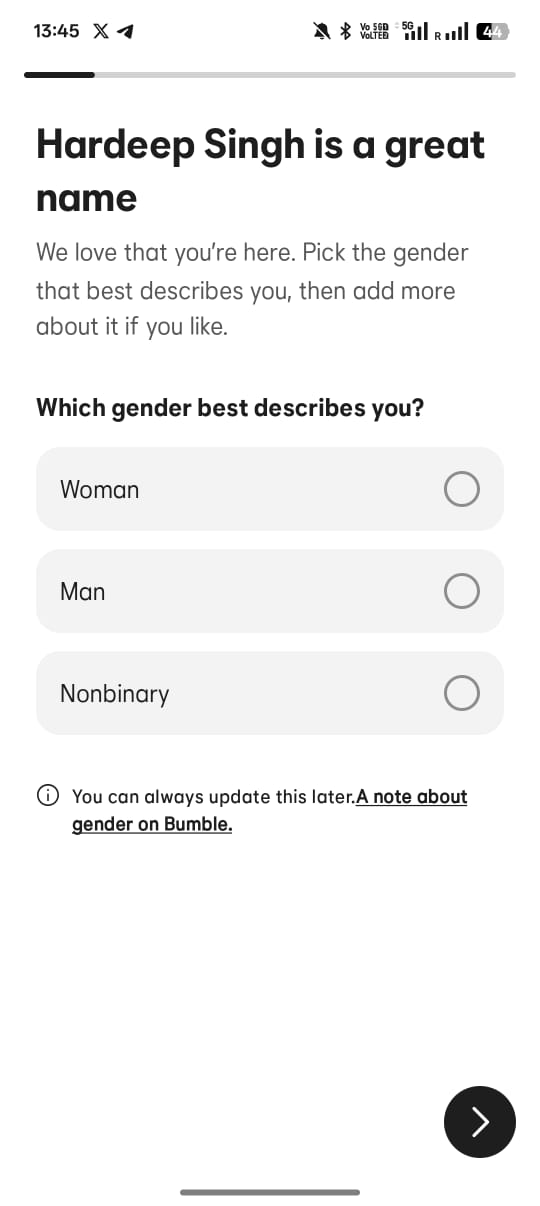 13:45
Vo 5GD
VoLTED
5G
R
44
Hardeep Singh is a great
name
We love that you're here. Pick the gender
that best describes you, then add more
about it if you like.
Which gender best describes you?
Woman
Man
Nonbinary
You can always update this later.A note about
gender on Bumble.